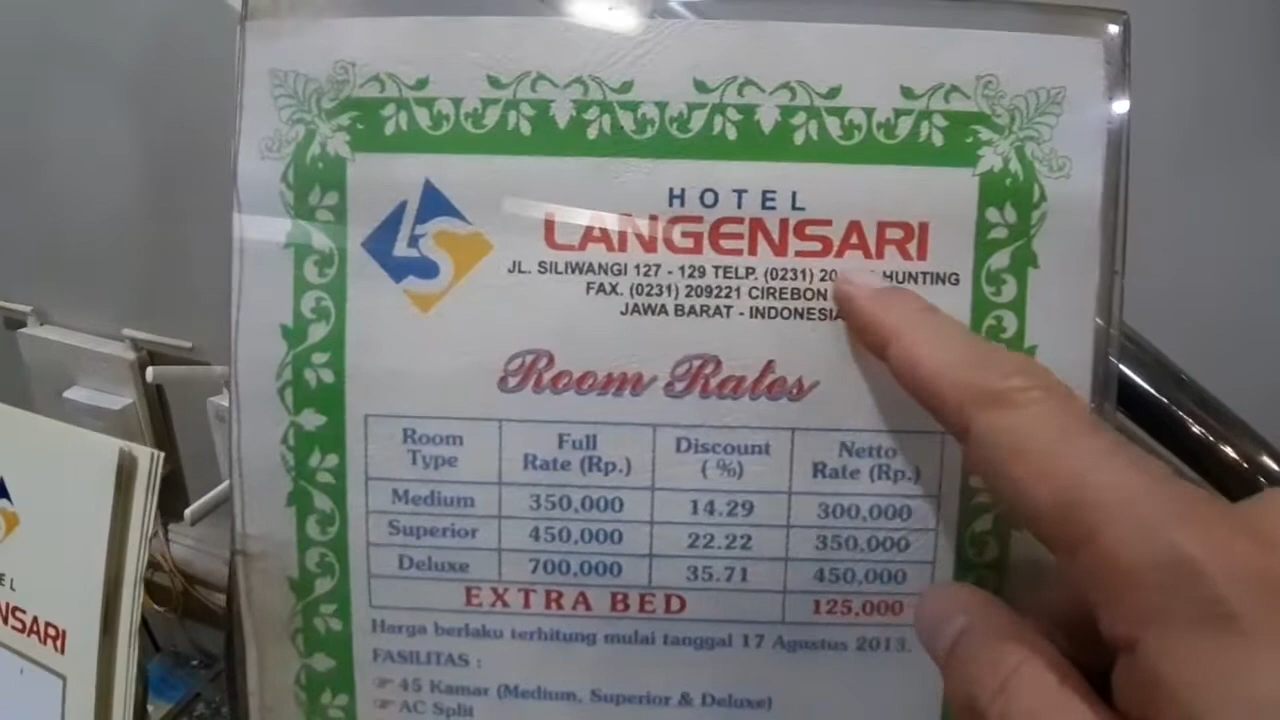 HOTEL
LANGENSARI
JL. SILIWANGI 127 - 129 TELP. (0231) HUNTING
FAX. (0231) 209221 CIREBON
JAWA BARAT - INDONESIA
Room Rates
Room Type Full Rate (Rp.) Discount (%) Netto Rate (Rp.)
Medium 350,000 14.29 300,000
Superior 450,000 22.22 350,000
Deluxe 700,000 35.71 450,000
EXTRA BED 125,000
Harga berlaku terhitung mulai tanggal 17 Agustus 2013.
FASILITAS :
45 Kamar (Medium, Superior & Deluxe)
AC Split